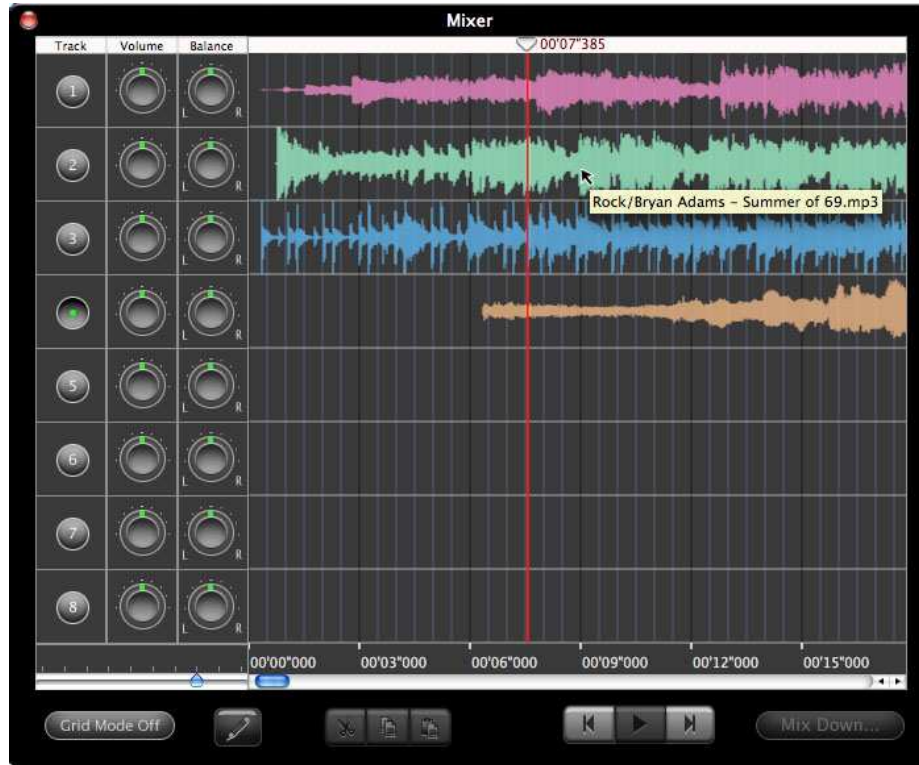 Mixer
Track Volume Balance 00'07"385
1 L R
2 L R
Rock/Bryan Adams - Summer of 69.mp3
3 L R
L R
5 L R
6 L R
7 L R
8 L R
00'00"000 00'03"000 00'06"000 00'09"000 00'12"000 00'15"000
Grid Mode Off Mix Down...